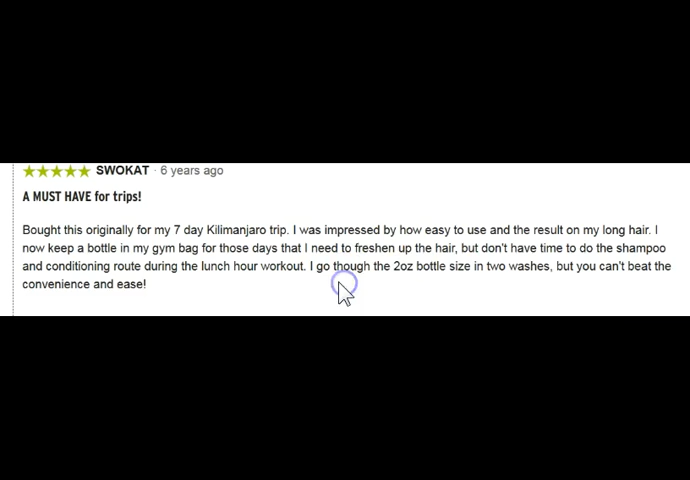 ★★★★★ SWOKAT · 6 years ago
A MUST HAVE for trips!
Bought this originally for my 7 day Kilimanjaro trip. I was impressed by how easy to use and the result on my long hair. I
now keep a bottle in my gym bag for those days that I need to freshen up the hair, but don't have time to do the shampoo
and conditioning route during the lunch hour workout. I go though the 2oz bottle size in two washes, but you can't beat the
convenience and ease!